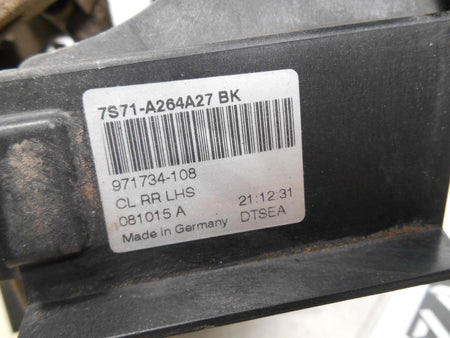 7S71-A264A27 BK
971734-108
CL RR LHS 21:12:31
081015 A DTSEA
Made in Germany